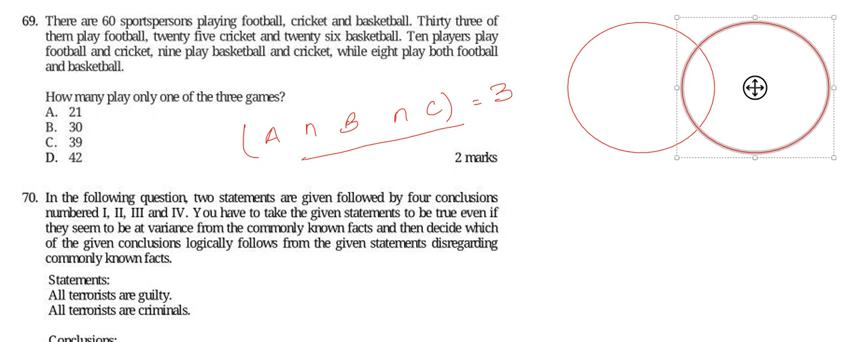 69. There are 60 sportspersons playing football, cricket and basketball. Thirty three of
them play football, twenty five cricket and twenty six basketball. Ten players play
football and cricket, nine play basketball and cricket, while eight play both football
and basketball.
How many play only one of the three games?
A. 21
B. 30
C. 39
D. 42
(A n B n C) = 3
2 marks
70. In the following question, two statements are given followed by four conclusions
numbered I, II, III and IV. You have to take the given statements to be true even if
they seem to be at variance from the commonly known facts and then decide which
of the given conclusions logically follows from the given statements disregarding
commonly known facts.
Statements:
All terrorists are guilty.
All terrorists are criminals.
Conclusions: